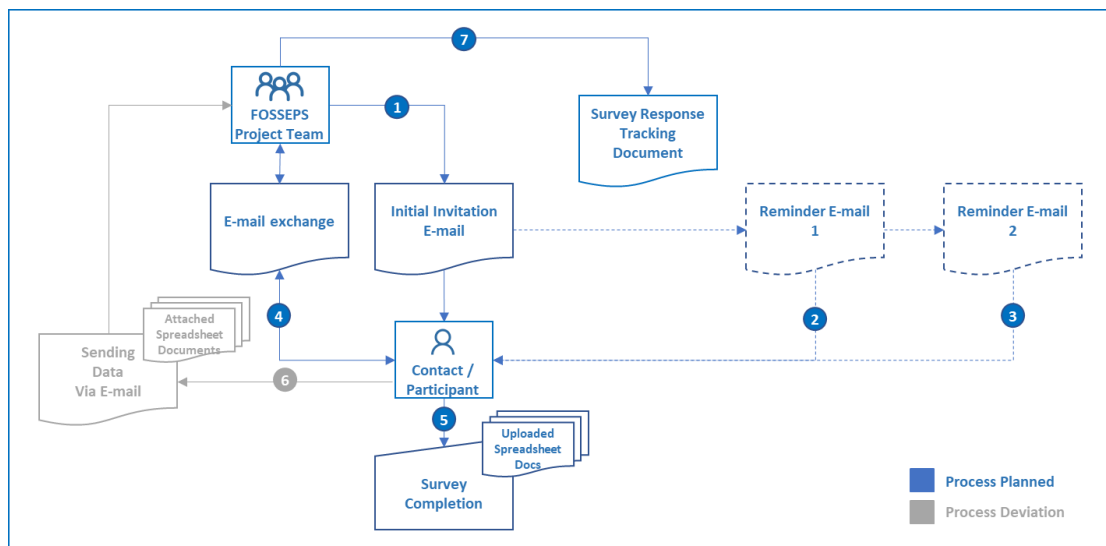 7
FOSSEPS
Project Team
1
Survey Response
Tracking
Document
E-mail exchange
Initial Invitation
E-mail
Reminder E-mail
1
Reminder E-mail
2
4
2
3
Attached
Spreadsheet
Documents
Sending
Data
Via E-mail
6
Contact /
Participant
5
Uploaded
Spreadsheet
Docs
Survey
Completion
Process Planned
Process Deviation